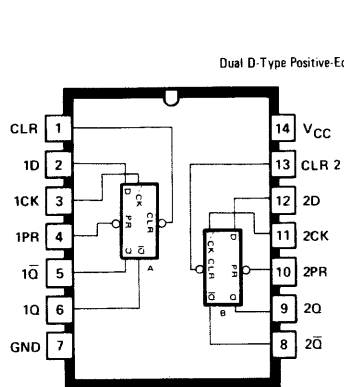 Dual D-Type Positive-Ed
CLR 1
14 VCC
1D 2
13 CLR 2
1CK 3
12 2D
1PR 4
11 2CK
1Q̅ 5
10 2PR
1Q 6
9 2Q
GND 7
8 2Q̅
D CK
PR CLR
Q Q̅
A
CK D
CLR PR
Q̅ Q
B